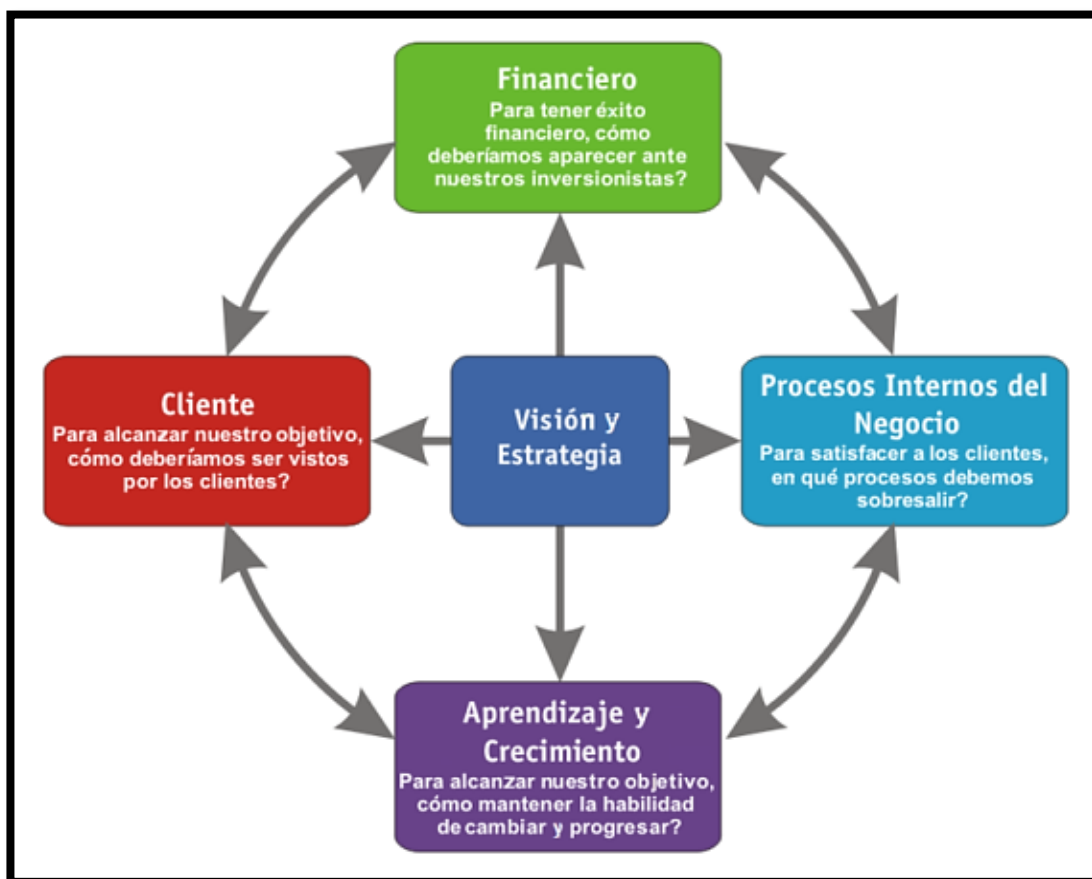 Financiero
Para tener éxito
financiero, cómo
deberíamos aparecer ante
nuestros inversionistas?
Cliente
Para alcanzar nuestro objetivo,
cómo deberíamos ser vistos
por los clientes?
Visión y
Estrategia
Procesos Internos del
Negocio
Para satisfacer a los clientes,
en qué procesos debemos
sobresalir?
Aprendizaje y
Crecimiento
Para alcanzar nuestro objetivo,
cómo mantener la habilidad
de cambiar y progresar?